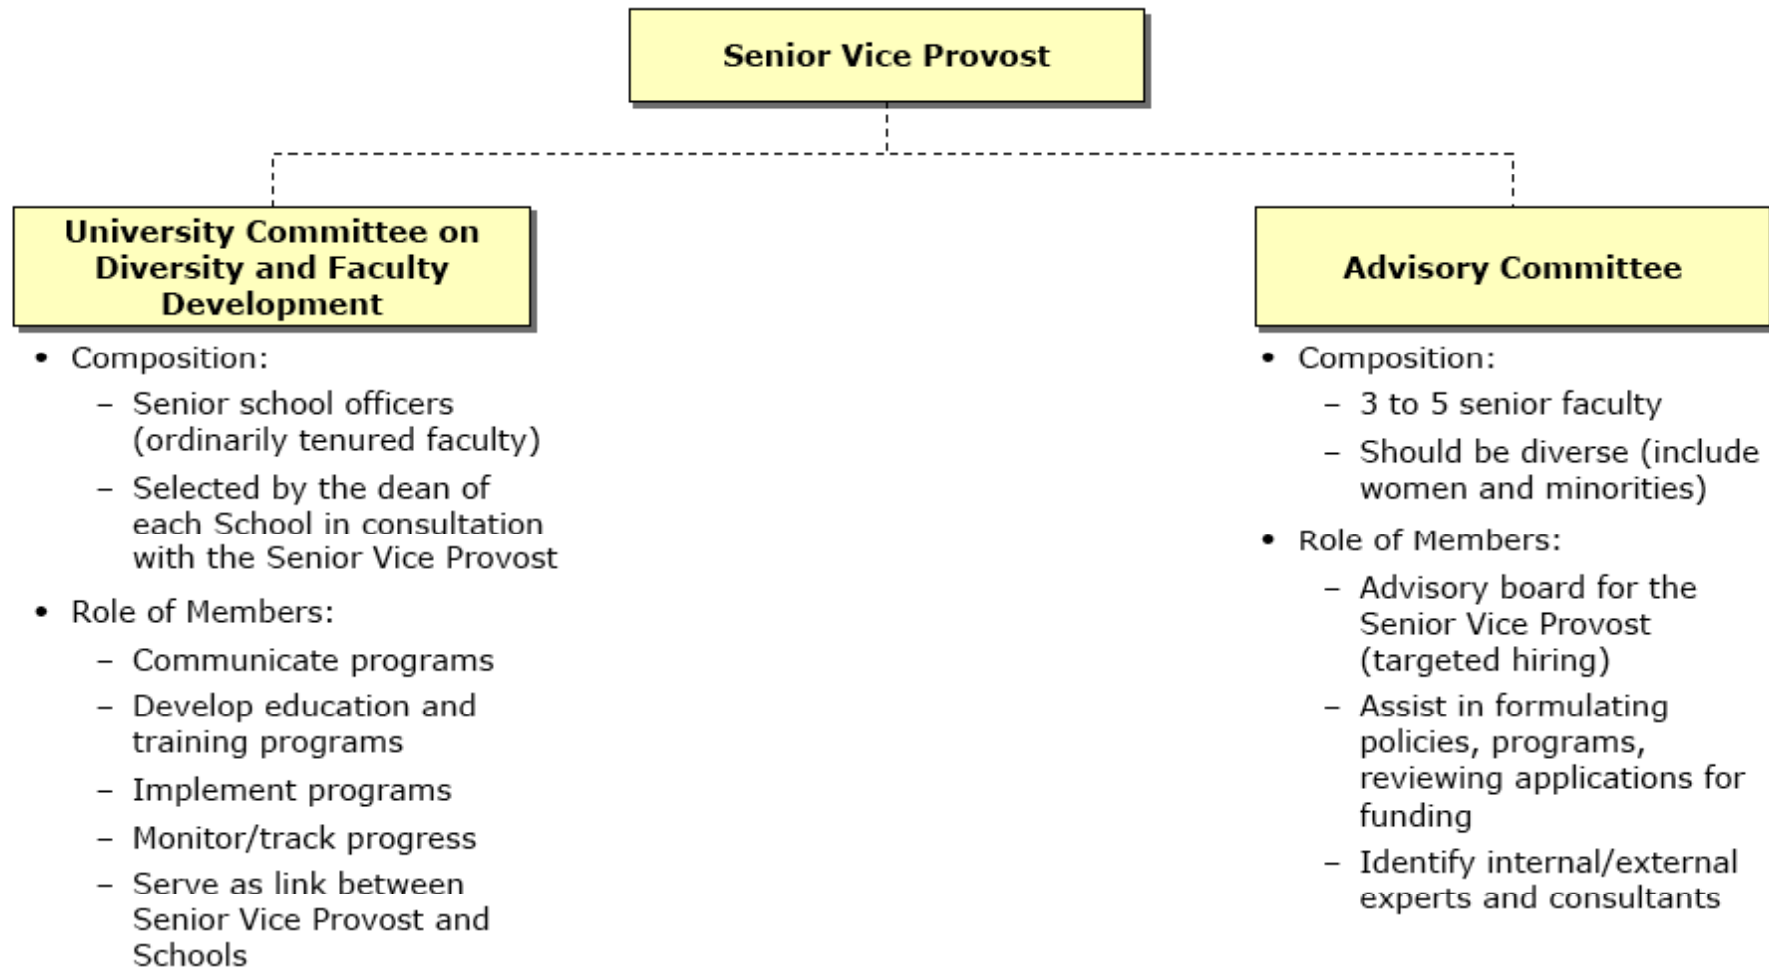 Senior Vice Provost
University Committee on
Diversity and Faculty
Development
• Composition:
– Senior school officers
(ordinarily tenured faculty)
– Selected by the dean of
each School in consultation
with the Senior Vice Provost
• Role of Members:
– Communicate programs
– Develop education and
training programs
– Implement programs
– Monitor/track progress
– Serve as link between
Senior Vice Provost and
Schools
Advisory Committee
• Composition:
– 3 to 5 senior faculty
– Should be diverse (include
women and minorities)
• Role of Members:
– Advisory board for the
Senior Vice Provost
(targeted hiring)
– Assist in formulating
policies, programs,
reviewing applications for
funding
– Identify internal/external
experts and consultants